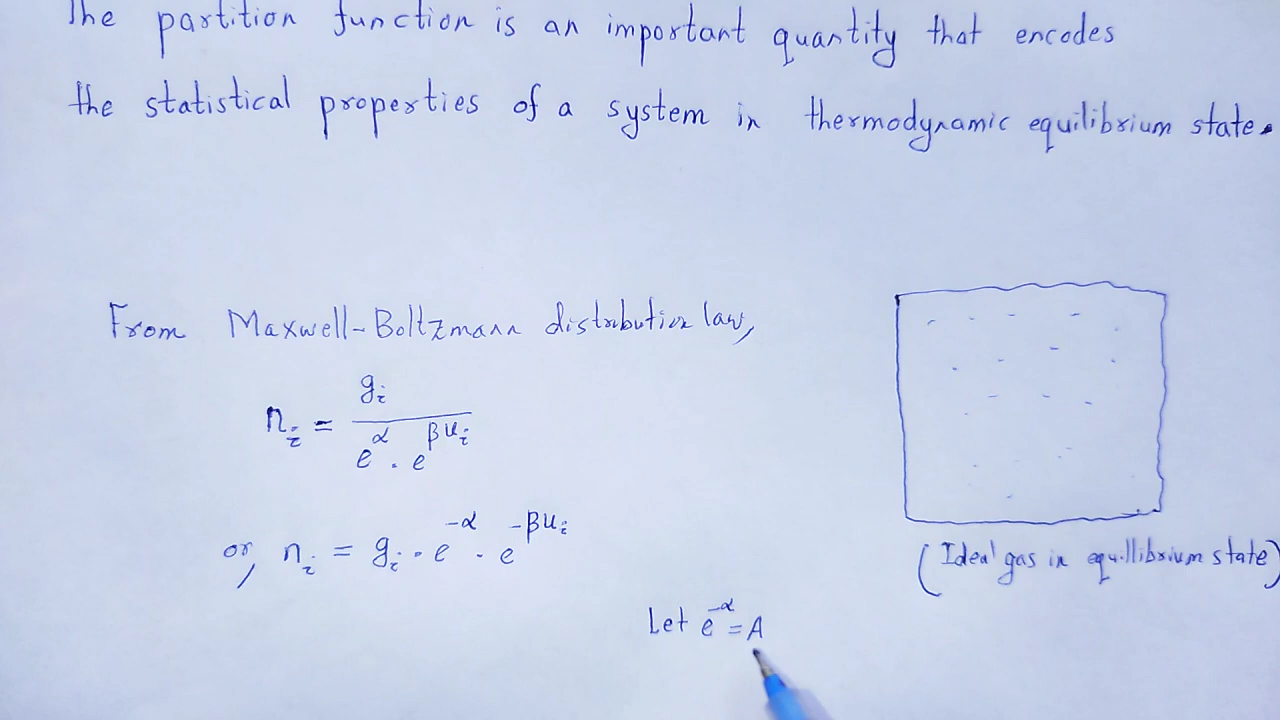 The partition function is an important quantity that encodes
the statistical properties of a system in thermodynamic equilibrium state.
From Maxwell-Boltzmann distribution law,
nᵢ = gᵢ / (e^α . e^(βuᵢ))
or, nᵢ = gᵢ . e^(-α) . e^(-βuᵢ)
(Ideal gas in equillibrium state)
Let e^(-α) = A